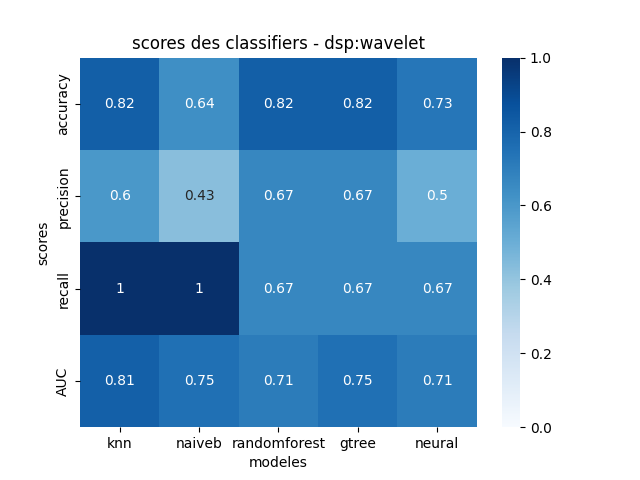 scores des classifiers - dsp:wavelet
accuracy 0.82 0.64 0.82 0.82 0.73
precision 0.6 0.43 0.67 0.67 0.5
recall 1 1 0.67 0.67 0.67
AUC 0.81 0.75 0.71 0.75 0.71
scores
knn naiveb randomforest gtree neural
modeles
1.0
0.8
0.6
0.4
0.2
0.0